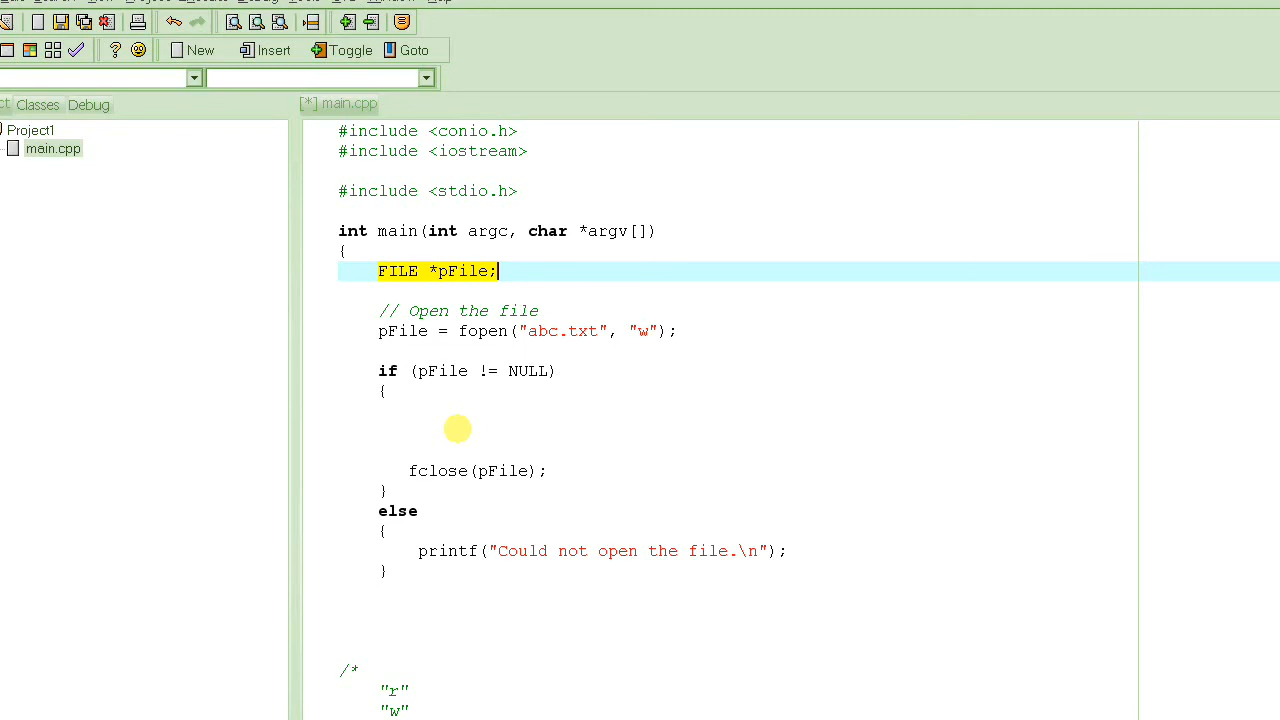 New Insert Toggle Goto
Classes Debug
[*] main.cpp
Project1
main.cpp
#include <conio.h>
#include <iostream>
#include <stdio.h>
int main(int argc, char *argv[])
{
FILE *pFile;
// Open the file
pFile = fopen("abc.txt", "w");
if (pFile != NULL)
{
fclose(pFile);
}
else
{
printf("Could not open the file.\n");
}
/*
"r"
"w"